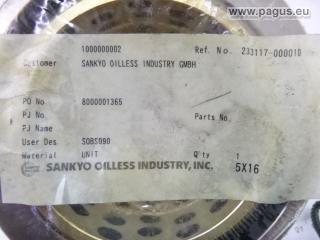 www.pagus.eu
1000000002 Ref. No. 233117-000010
Customer SANKYO OILLESS INDUSTRY GMBH
PO No 8000001365
PJ No Parts No.
PJ Name
User Des SOBS090
Material UNIT Q'ty 1
SANKYO OILLESS INDUSTRY, INC. 5X16